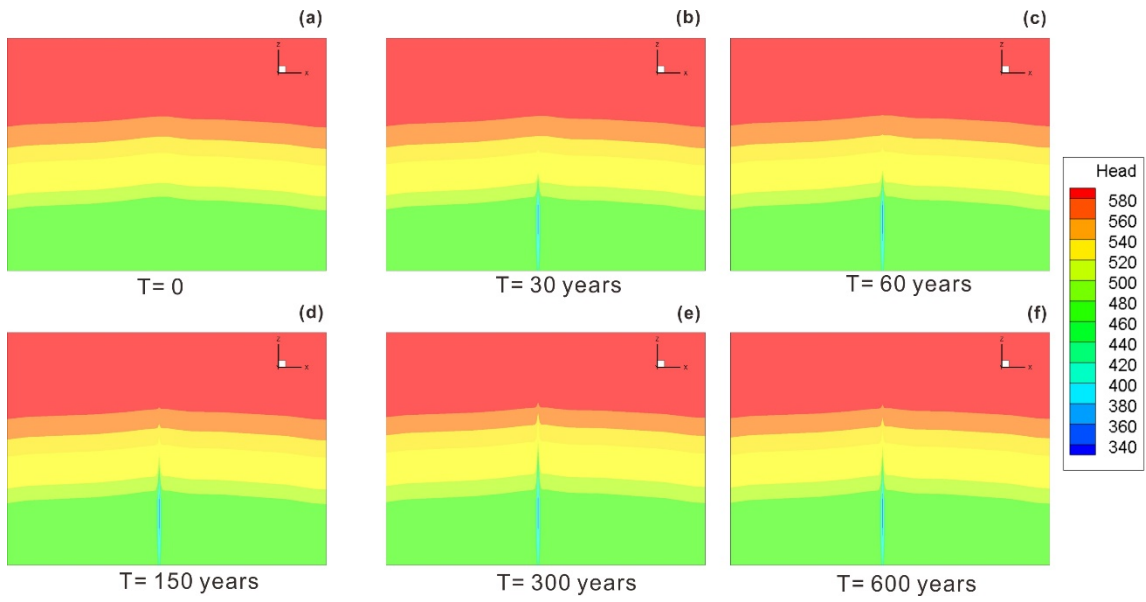 (a)
(b)
(c)
z
x
z
x
z
x
T= 0
T= 30 years
T= 60 years
Head
580
560
540
520
500
480
460
440
420
400
380
360
340
(d)
(e)
(f)
z
x
z
x
z
x
T= 150 years
T= 300 years
T= 600 years